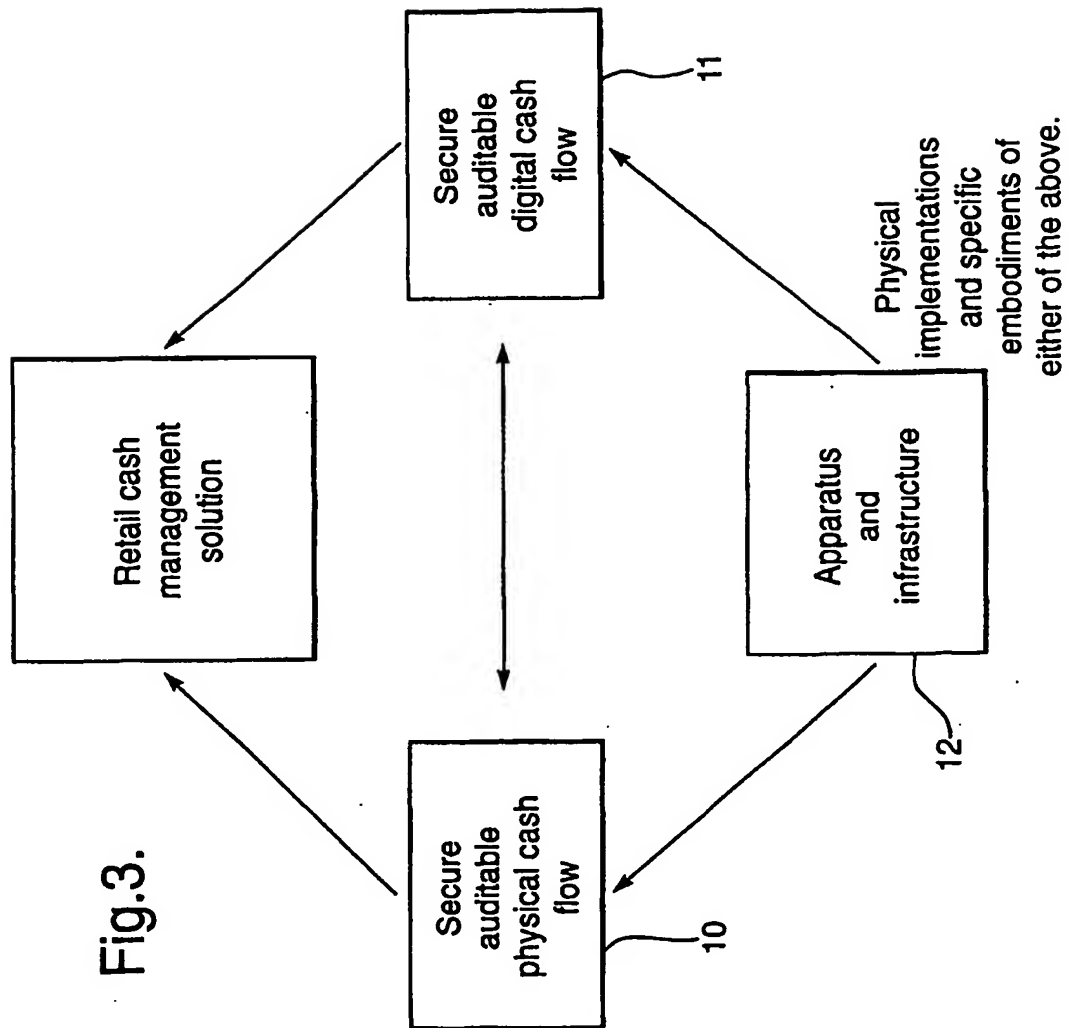 Fig.3.
Retail cash
management
solution
Secure
auditable
physical cash
flow
10
Secure
auditable
digital cash
flow
11
Apparatus
and
infrastructure
12
Physical
implementations
and specific
embodiments of
either of the above.